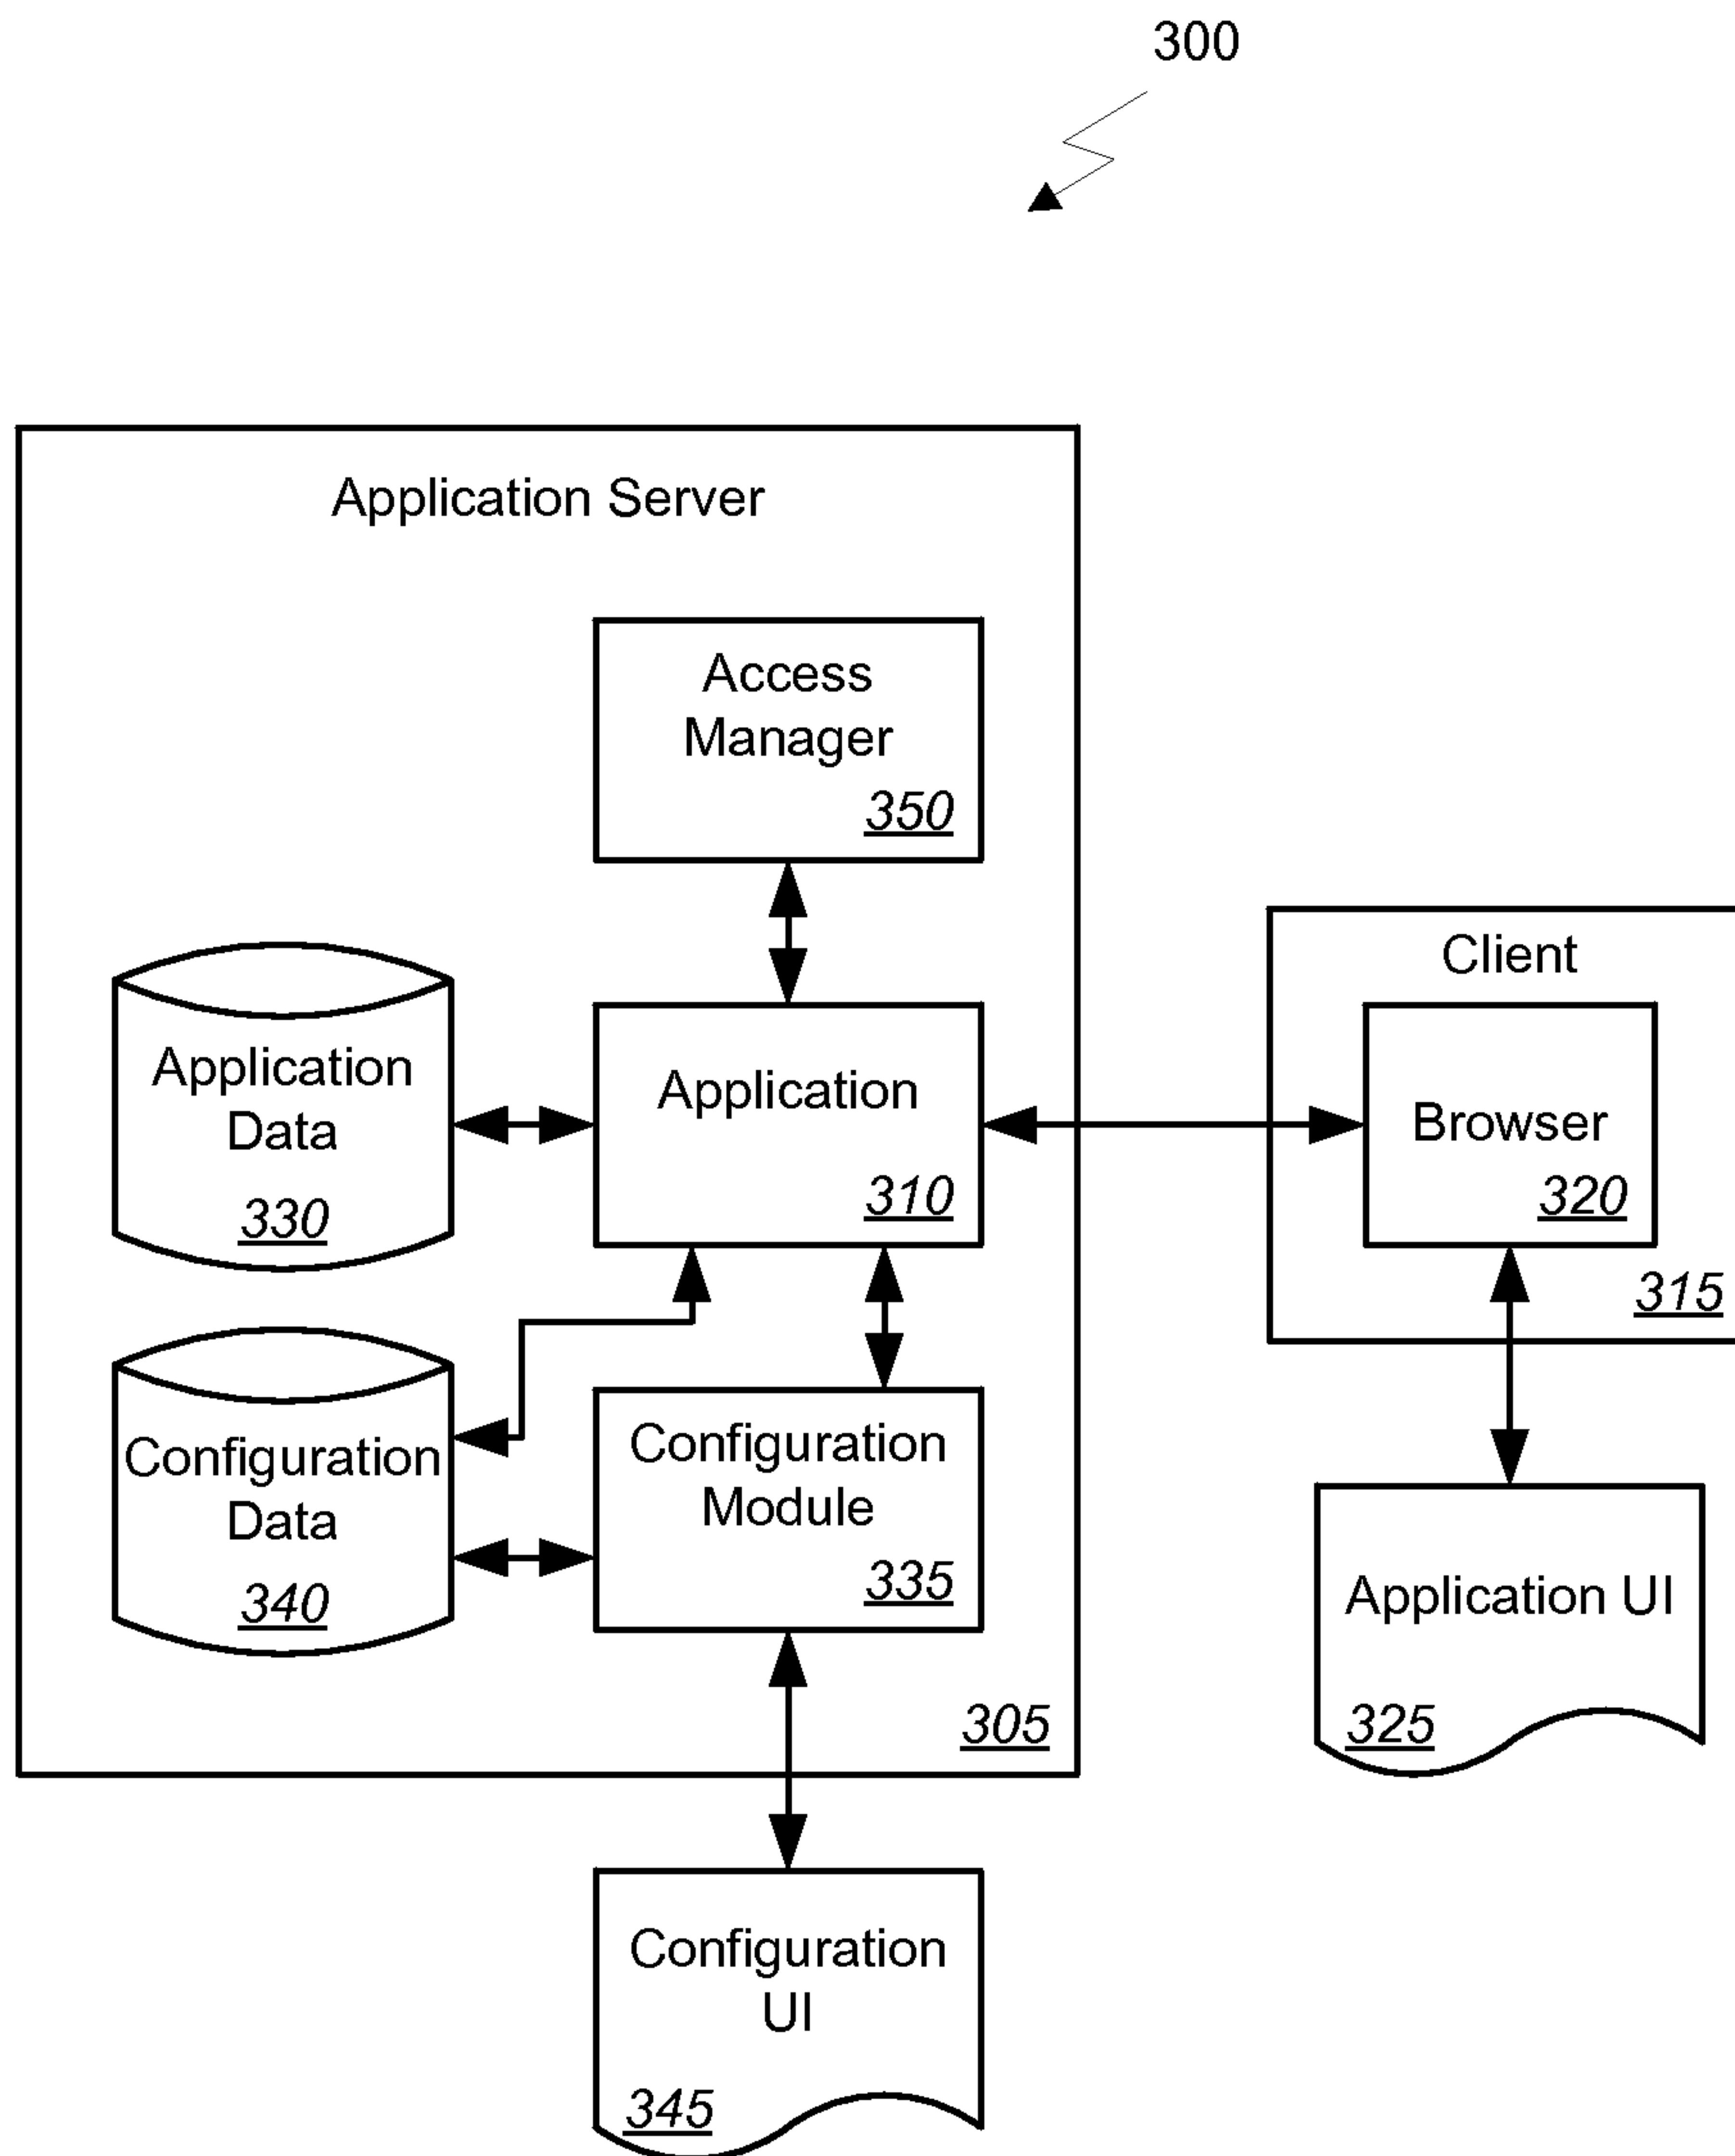 300
Application Server
Access
Manager
350
Client
Application
Data
330
Application
310
Browser
320
315
Configuration
Data
340
Configuration
Module
335
Application UI
325
305
Configuration
UI
345